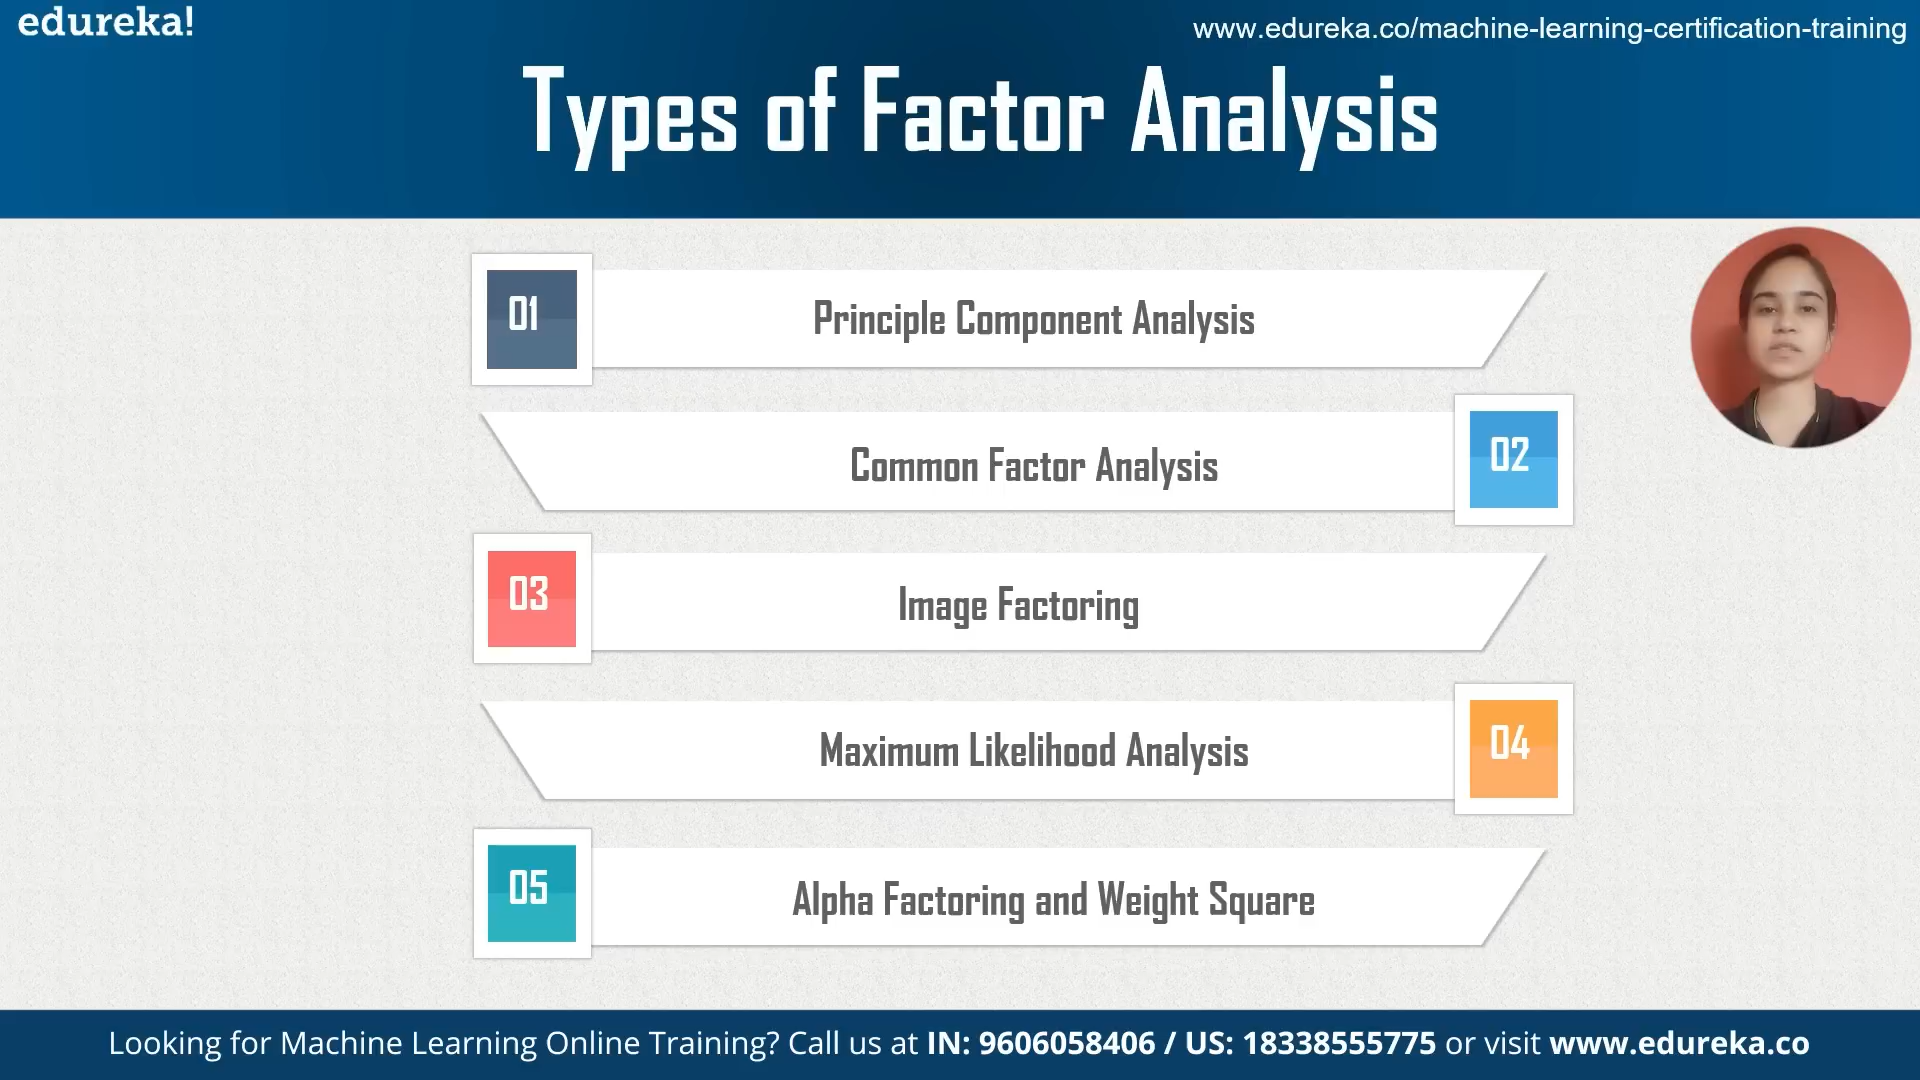 edureka!
www.edureka.co/machine-learning-certification-training
Types of Factor Analysis
01
Principle Component Analysis
Common Factor Analysis
02
03
Image Factoring
Maximum Likelihood Analysis
04
05
Alpha Factoring and Weight Square
Looking for Machine Learning Online Training? Call us at IN: 9606058406 / US: 18338555775 or visit www.edureka.co